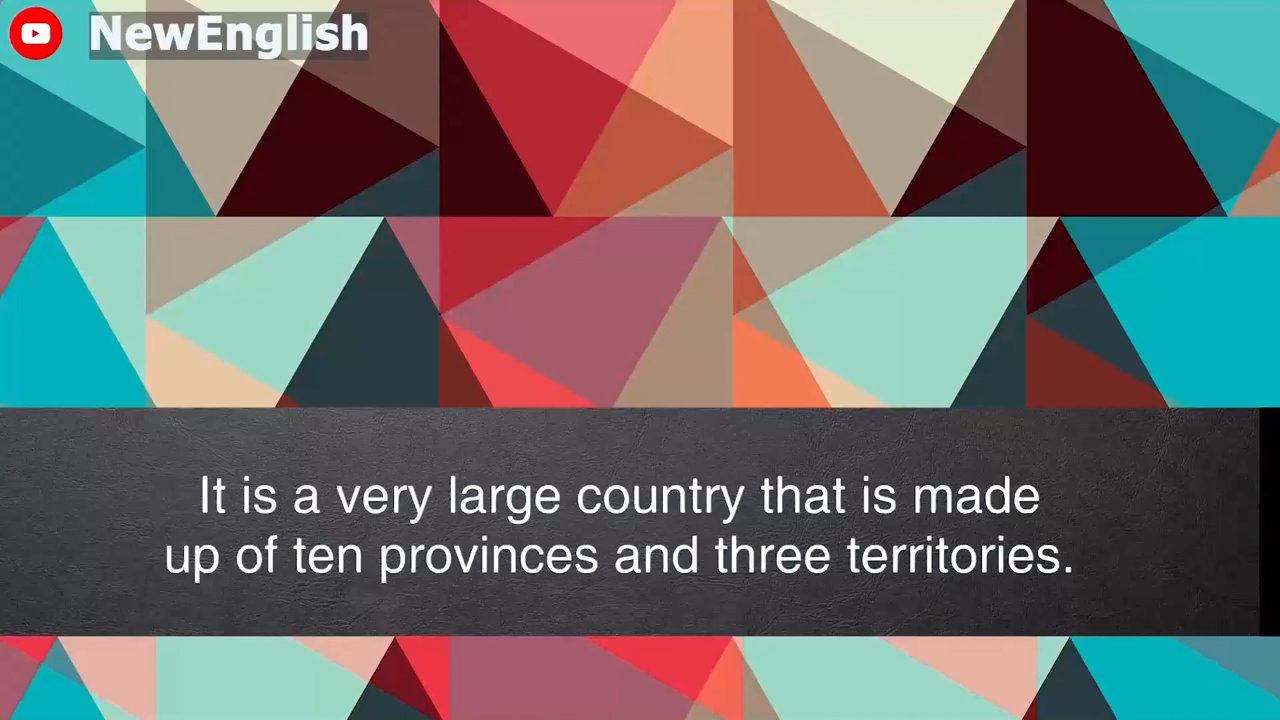 NewEnglish
It is a very large country that is made
up of ten provinces and three territories.